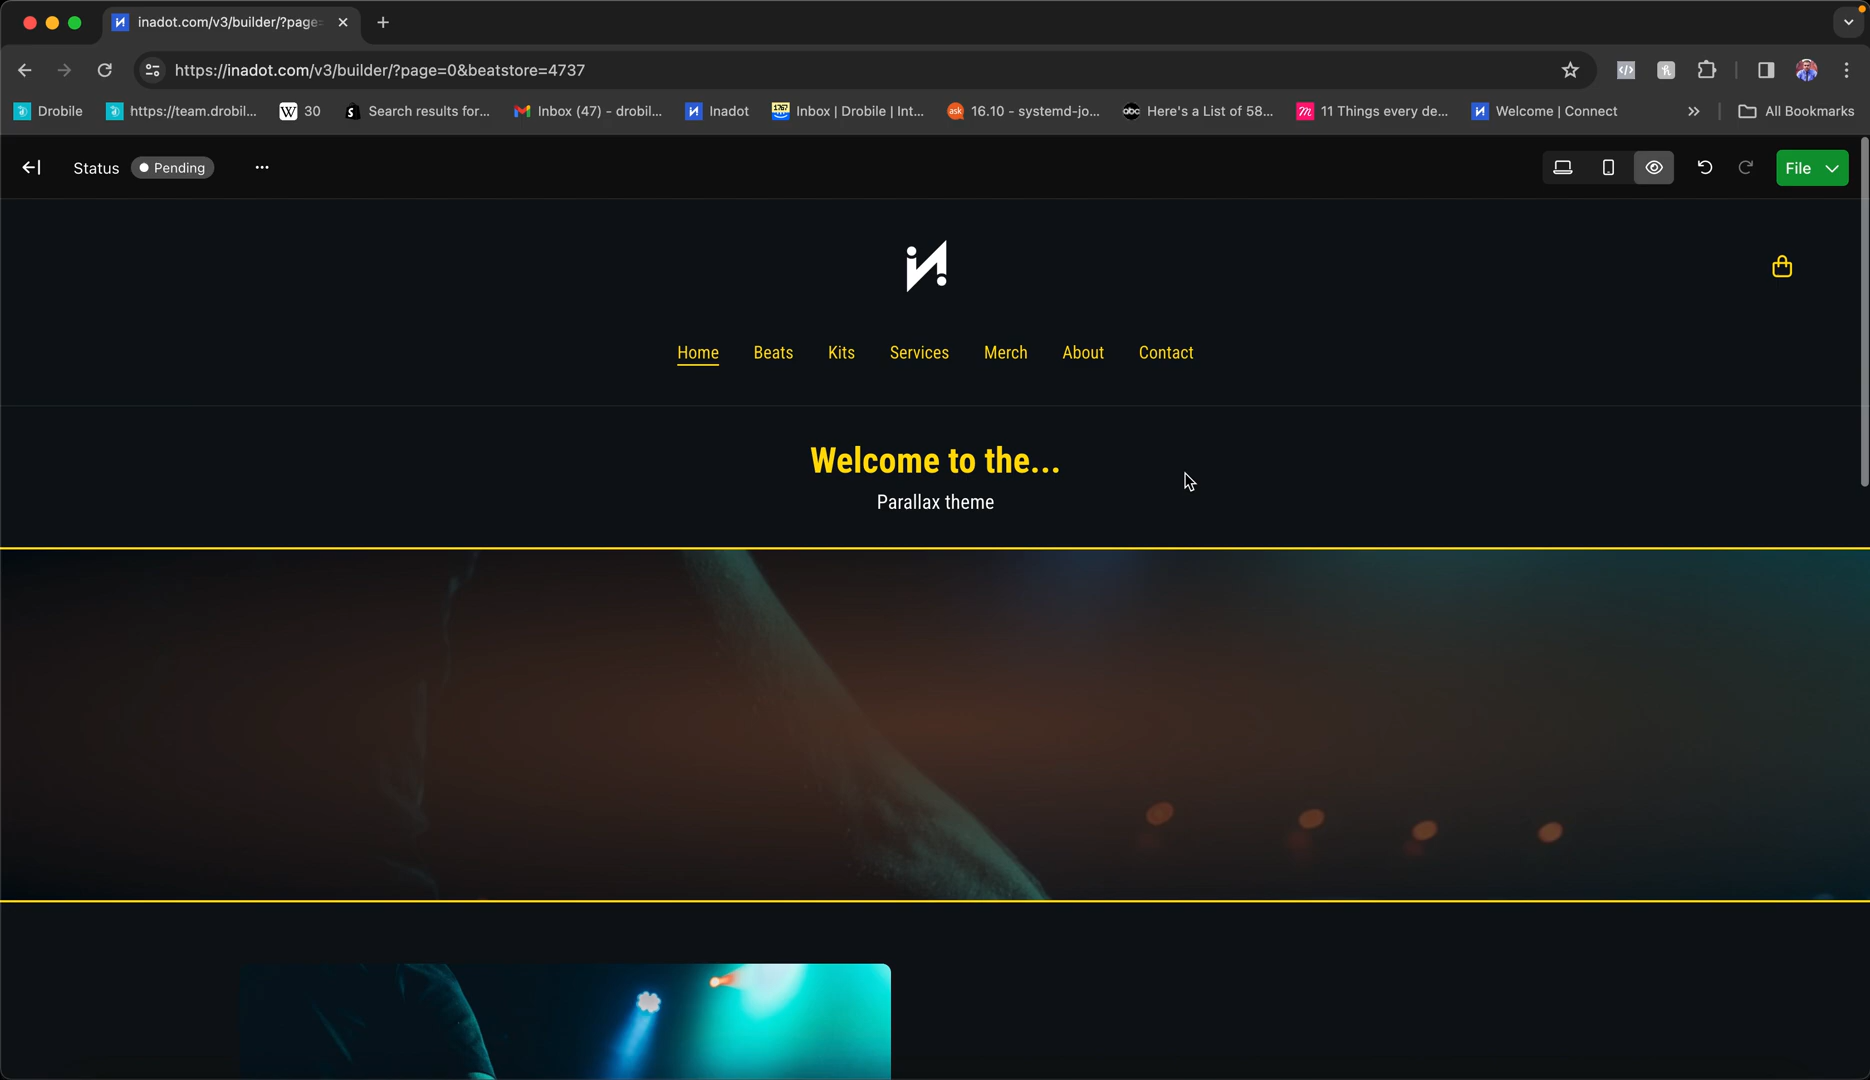 inadot.com/v3/builder/?page=
https://inadot.com/v3/builder/?page=0&beatstore=4737
Drobile
https://team.drobil...
W 30
Search results for...
Inbox (47) - drobil...
Inadot
1767 Inbox | Drobile | Int...
ask 16.10 - systemd-jo...
abc Here's a List of 58...
m 11 Things every de...
Welcome | Connect
All Bookmarks
Status
Pending
File
Home
Beats
Kits
Services
Merch
About
Contact
Welcome to the...
Parallax theme